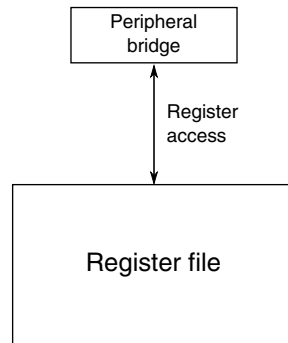 Peripheral
bridge
Register
access
Register file